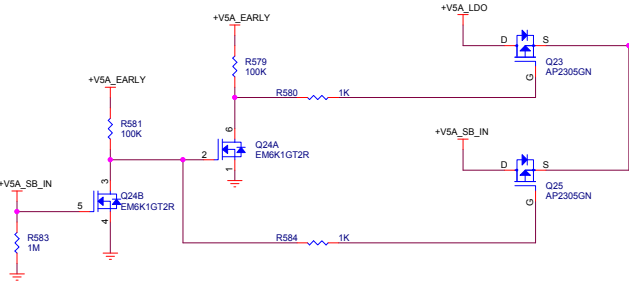 +V5A_LDO
+V5A_EARLY
D
S
R579
100K
Q23
AP2305GN
G
+V5A_EARLY
R580
1K
R581
100K
6
+V5A_SB_IN
Q24A
EM6K1GT2R
2
1
D
S
+V5A_SB_IN
3
Q25
AP2305GN
G
Q24B
EM6K1GT2R
5
4
R583
1M
R584
1K